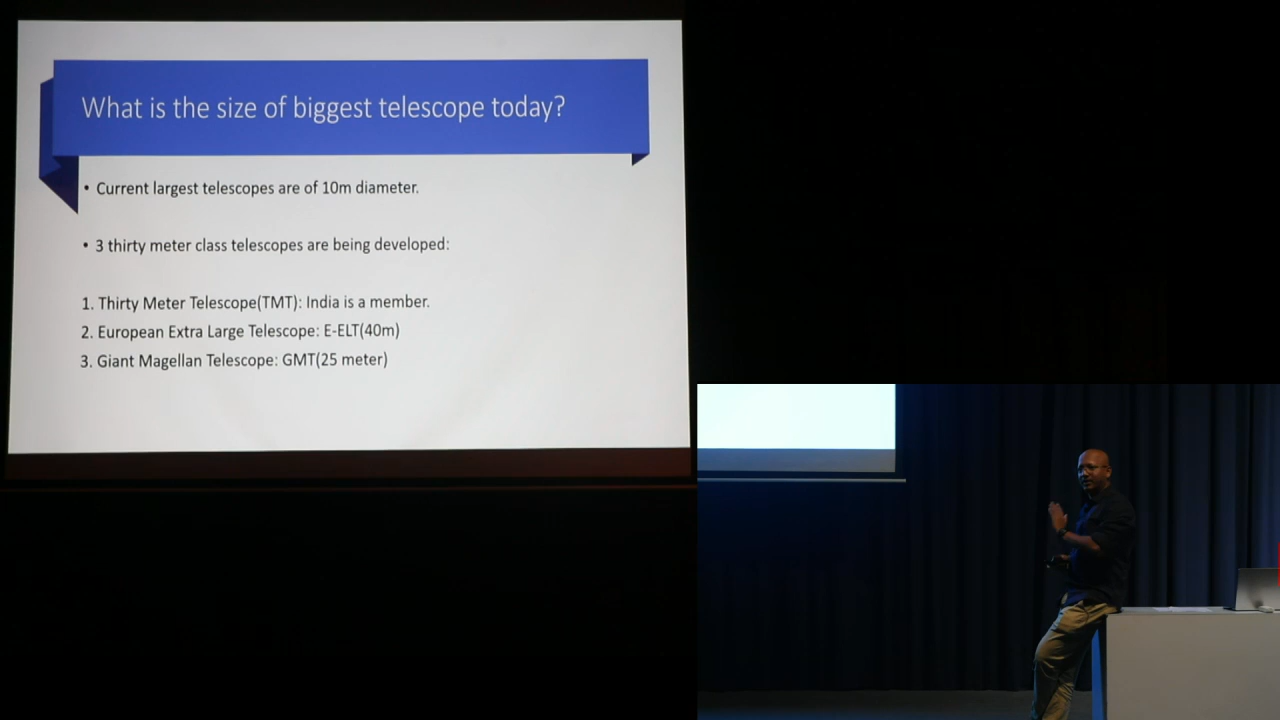 What is the size of biggest telescope today?
• Current largest telescopes are of 10m diameter.
• 3 thirty meter class telescopes are being developed:
1. Thirty Meter Telescope(TMT): India is a member.
2. European Extra Large Telescope: E-ELT(40m)
3. Giant Magellan Telescope: GMT(25 meter)